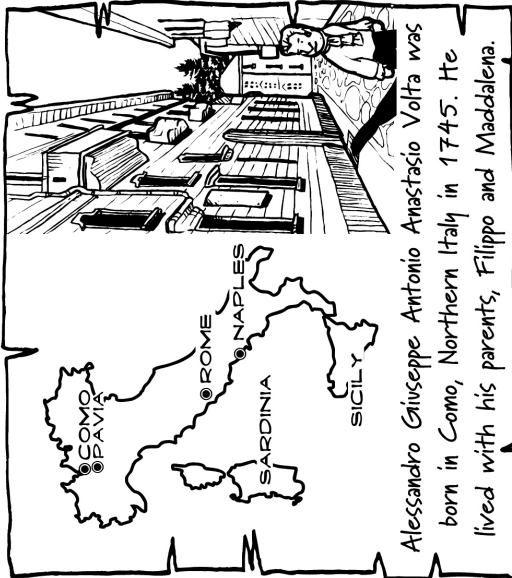 COMO
PAVIA
ROME
NAPLES
SARDINIA
SICILY
Alessandro Giuseppe Antonio Anastasio Volta was
born in Como, Northern Italy in 1745. He
lived with his parents, Filippo and Maddalena.